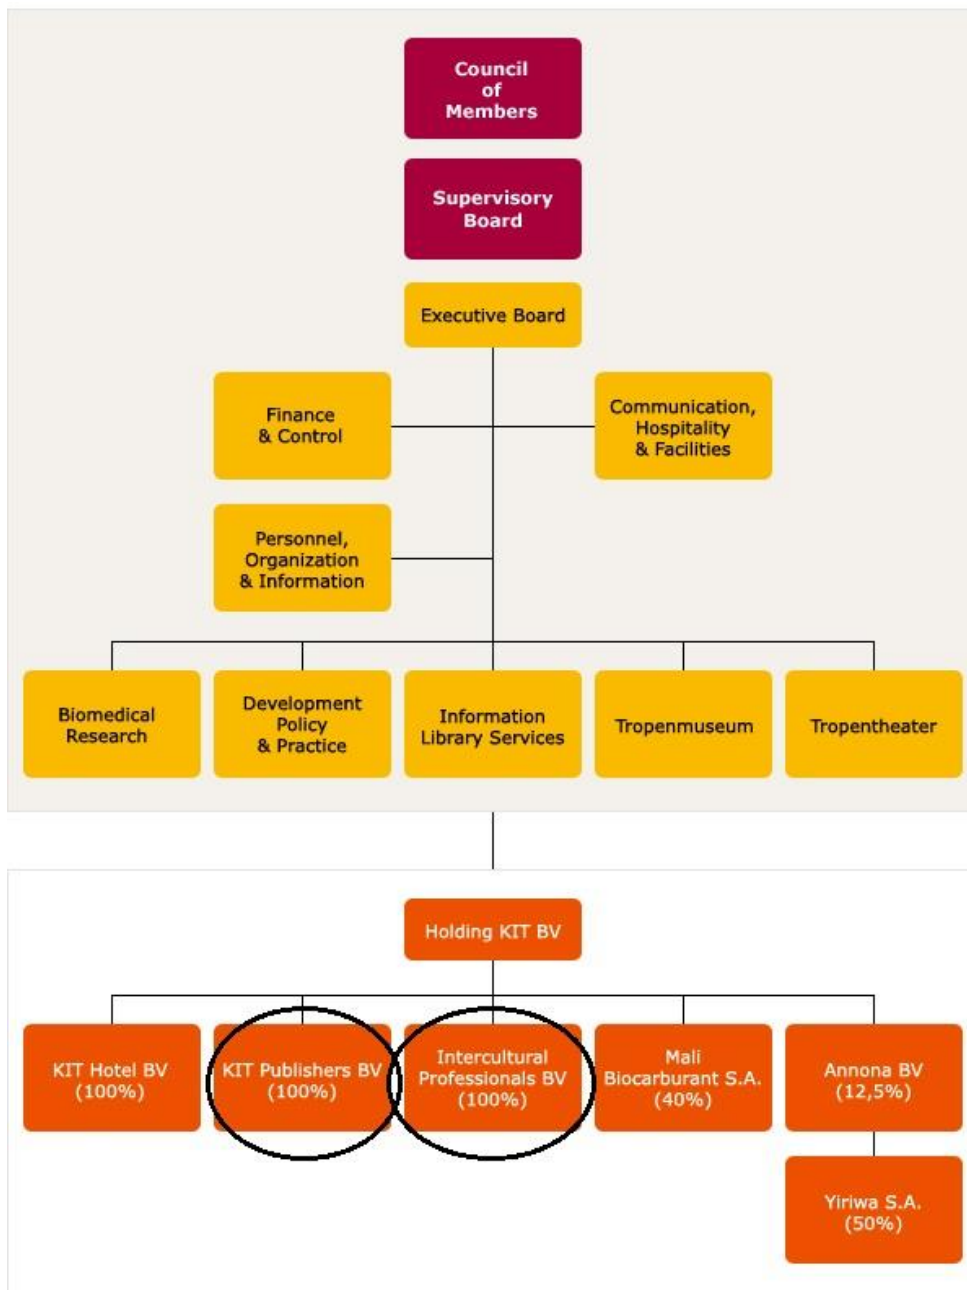 Council
of
Members
Supervisory
Board
Executive Board
Finance
& Control
Communication,
Hospitality
& Facilities
Personnel,
Organization
& Information
Biomedical
Research
Development
Policy
& Practice
Information
Library Services
Tropenmuseum
Tropentheater
Holding KIT BV
KIT Hotel BV
(100%)
KIT Publishers BV
(100%)
Intercultural
Professionals BV
(100%)
Mali
Biocarburant S.A.
(40%)
Annona BV
(12,5%)
Yiriwa S.A.
(50%)